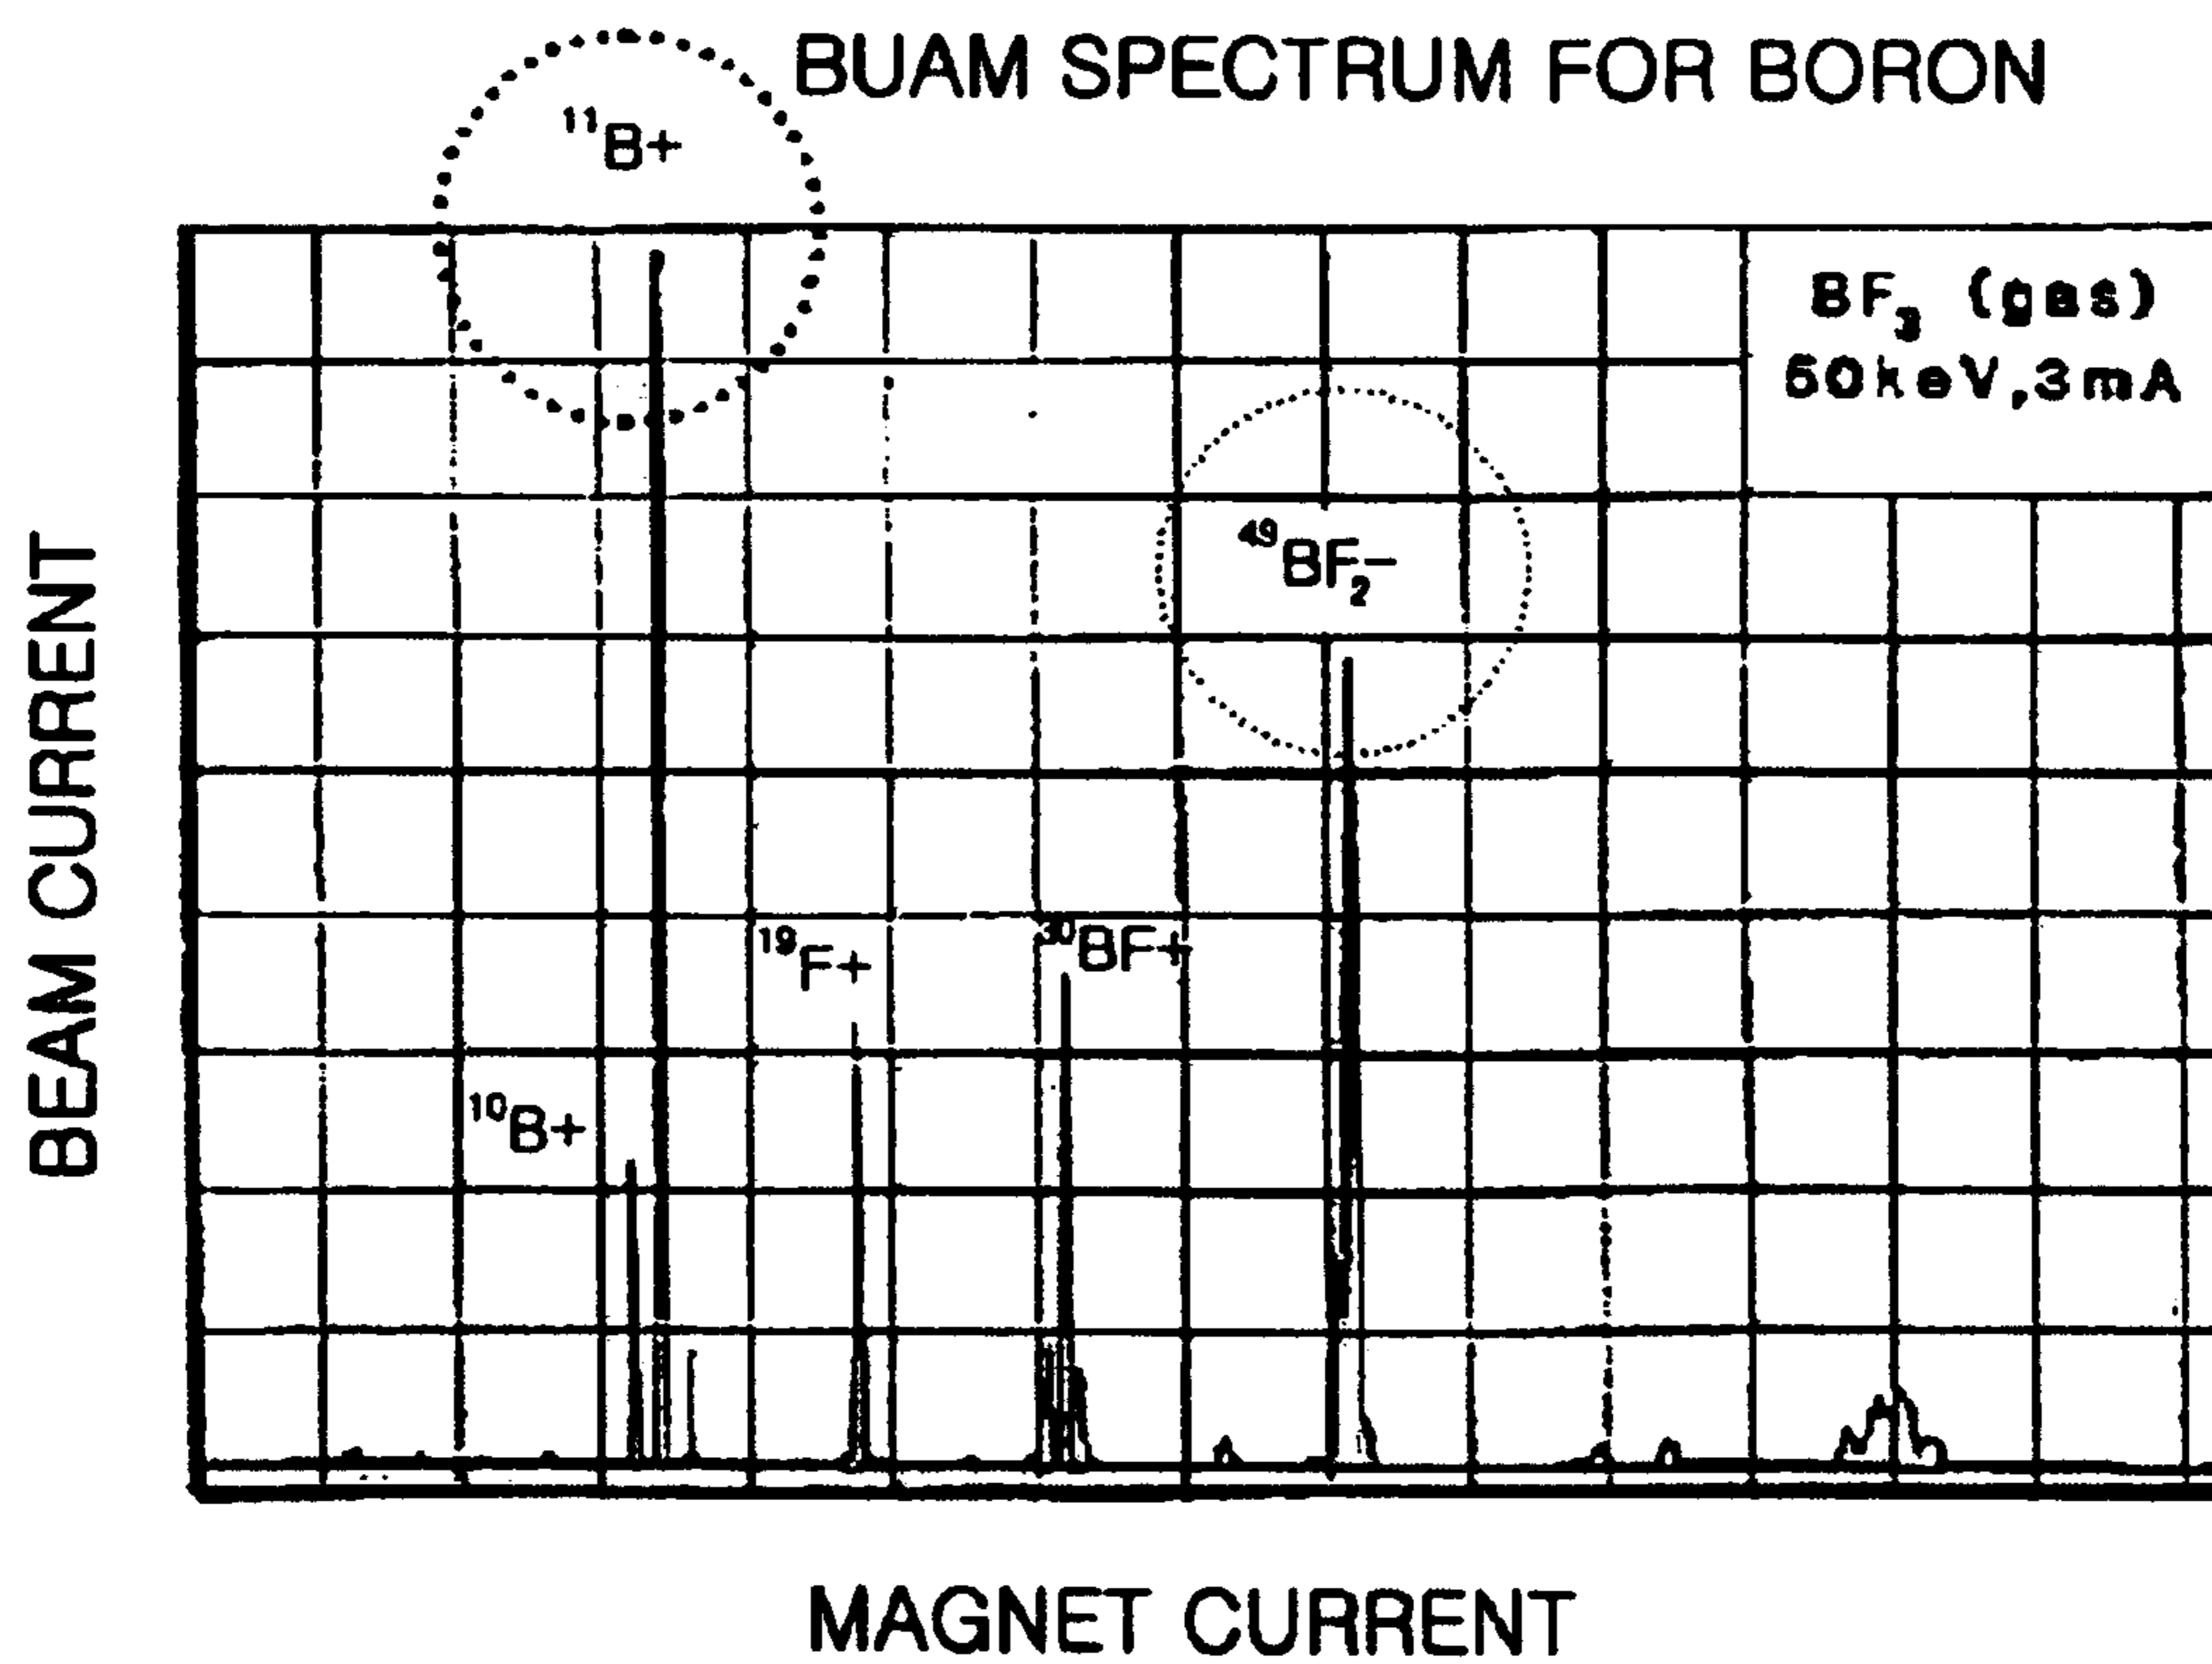 BUAM SPECTRUM FOR BORON
¹¹B+
BF₃ (gas)
60keV,3mA
⁴⁹BF₂−
¹⁹F+
³⁰BF+
¹⁰B+
BEAM CURRENT
MAGNET CURRENT